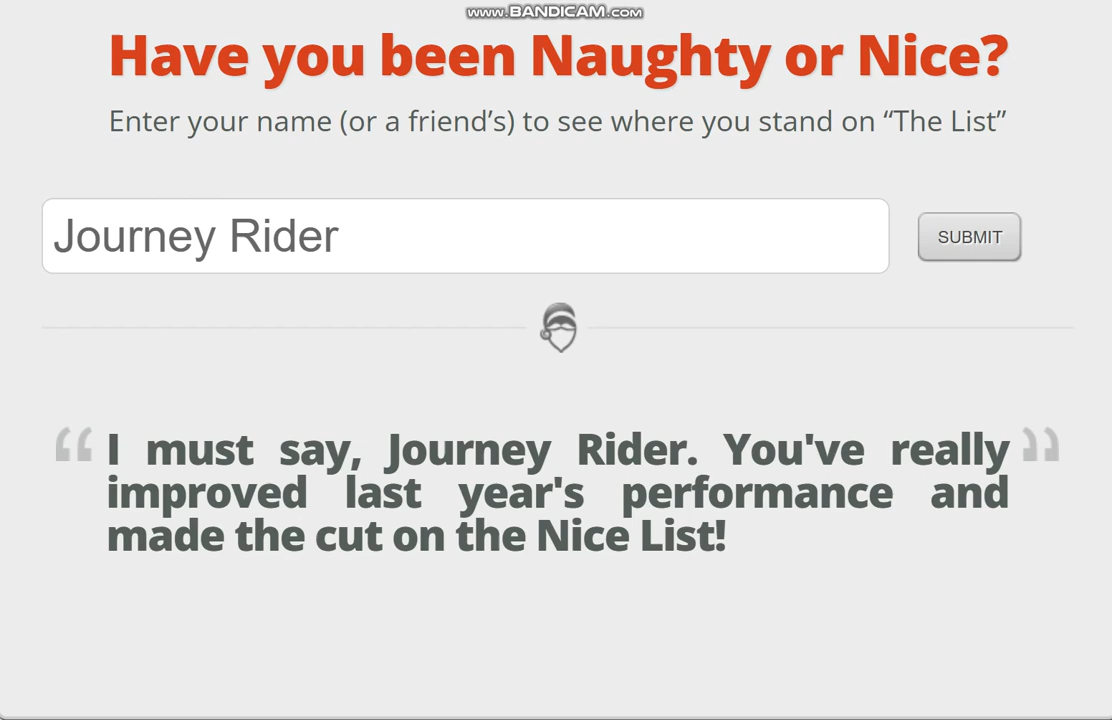 www.BANDICAM.com
Have you been Naughty or Nice?
Enter your name (or a friend’s) to see where you stand on “The List”
Journey Rider
SUBMIT
“ I must say, Journey Rider. You've really ”
improved last year's performance and
made the cut on the Nice List!